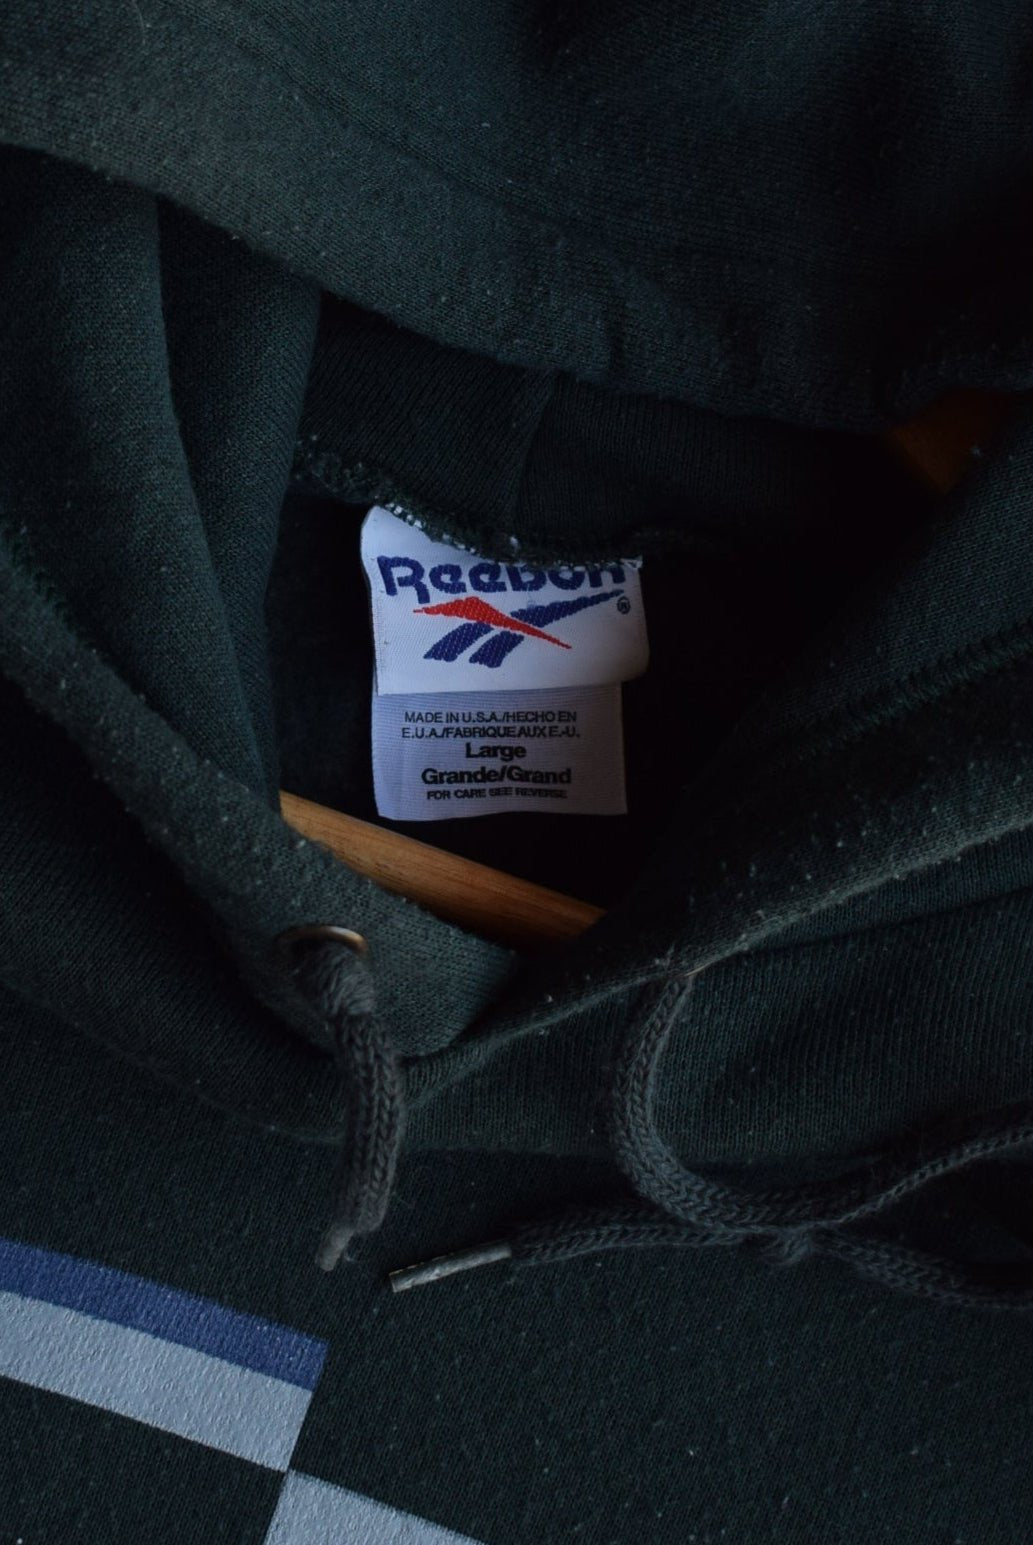 Reebok
®
MADE IN U.S.A./HECHO EN
E.U.A./FABRIQUE AUX E.-U.
Large
Grande/Grand
FOR CARE SEE REVERSE